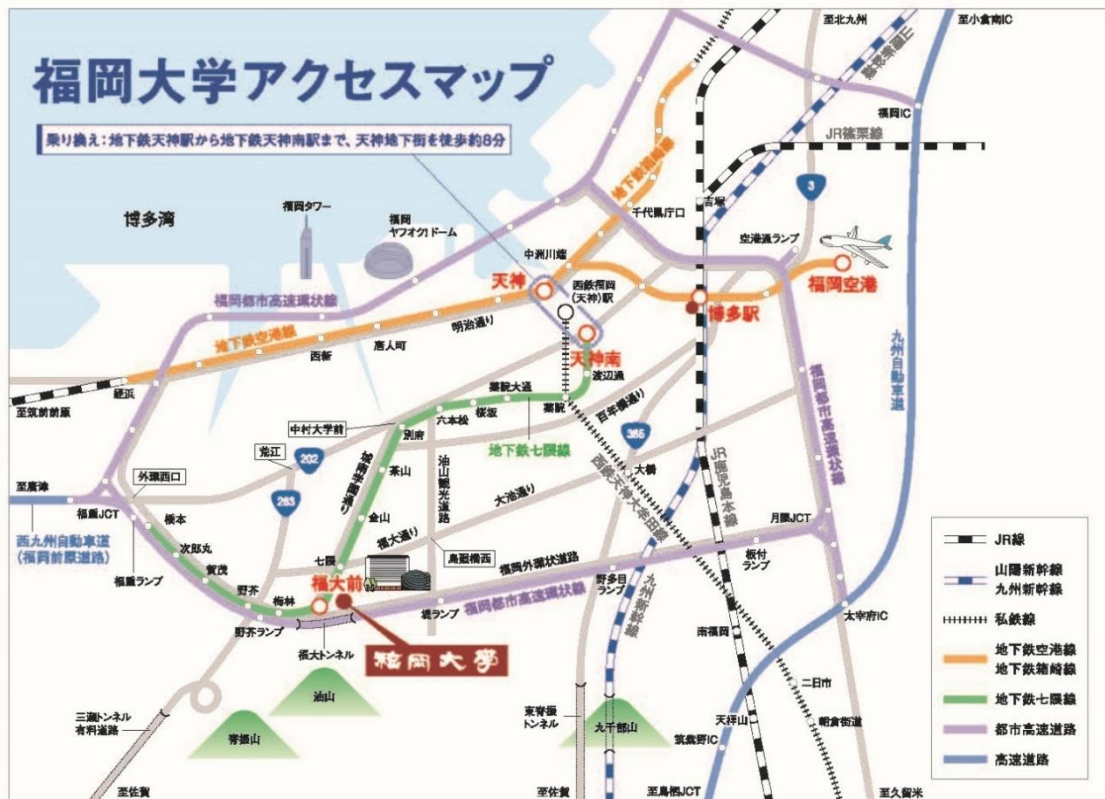 福岡大学アクセスマップ
乗り換え：地下鉄天神駅から地下鉄天神南駅まで、天神地下街を徒歩約8分
至北九州
至小倉南IC
山陽新幹線
福岡IC
JR篠栗線
地下鉄箱崎線
3
博多湾
福岡タワー
福岡
ヤフオク!ドーム
千代県庁口
吉塚
空港通ランプ
中洲川端
福岡空港
天神
西鉄福岡
(天神)駅
博多駅
福岡都市高速環状線
地下鉄空港線
明治通り
唐人町
西新
天神南
渡辺通
九州自動車道
姪浜
至筑前前原
薬院大通
薬院
桜坂
六本松
百年橋通り
福岡都市高速環状線
中村大学前
別府
地下鉄七隈線
385
荒江
202
茶山
油山観光道路
大橋
JR鹿児島本線
西鉄天神大牟田線
外環西口
263
大池通り
至唐津
福重JCT
橋本
金山
月隈JCT
西九州自動車道
(福岡前原道路)
次郎丸
福大通り
七隈
鳥廻橋西
福岡外環状道路
板付
ランプ
福重ランプ
賀茂
野芥
福大前
野多目
ランプ
梅林
堤ランプ
福岡都市高速環状線
九州新幹線
太宰府IC
野芥ランプ
南福岡
福大トンネル
福岡大學
油山
二日市
三瀬トンネル
有料道路
脊振山
東脊振
トンネル
九千部山
天拝山
朝倉街道
筑紫野IC
至佐賀
至佐賀
至鳥栖JCT
至久留米
JR線
山陽新幹線
九州新幹線
私鉄線
地下鉄空港線
地下鉄箱崎線
地下鉄七隈線
都市高速道路
高速道路